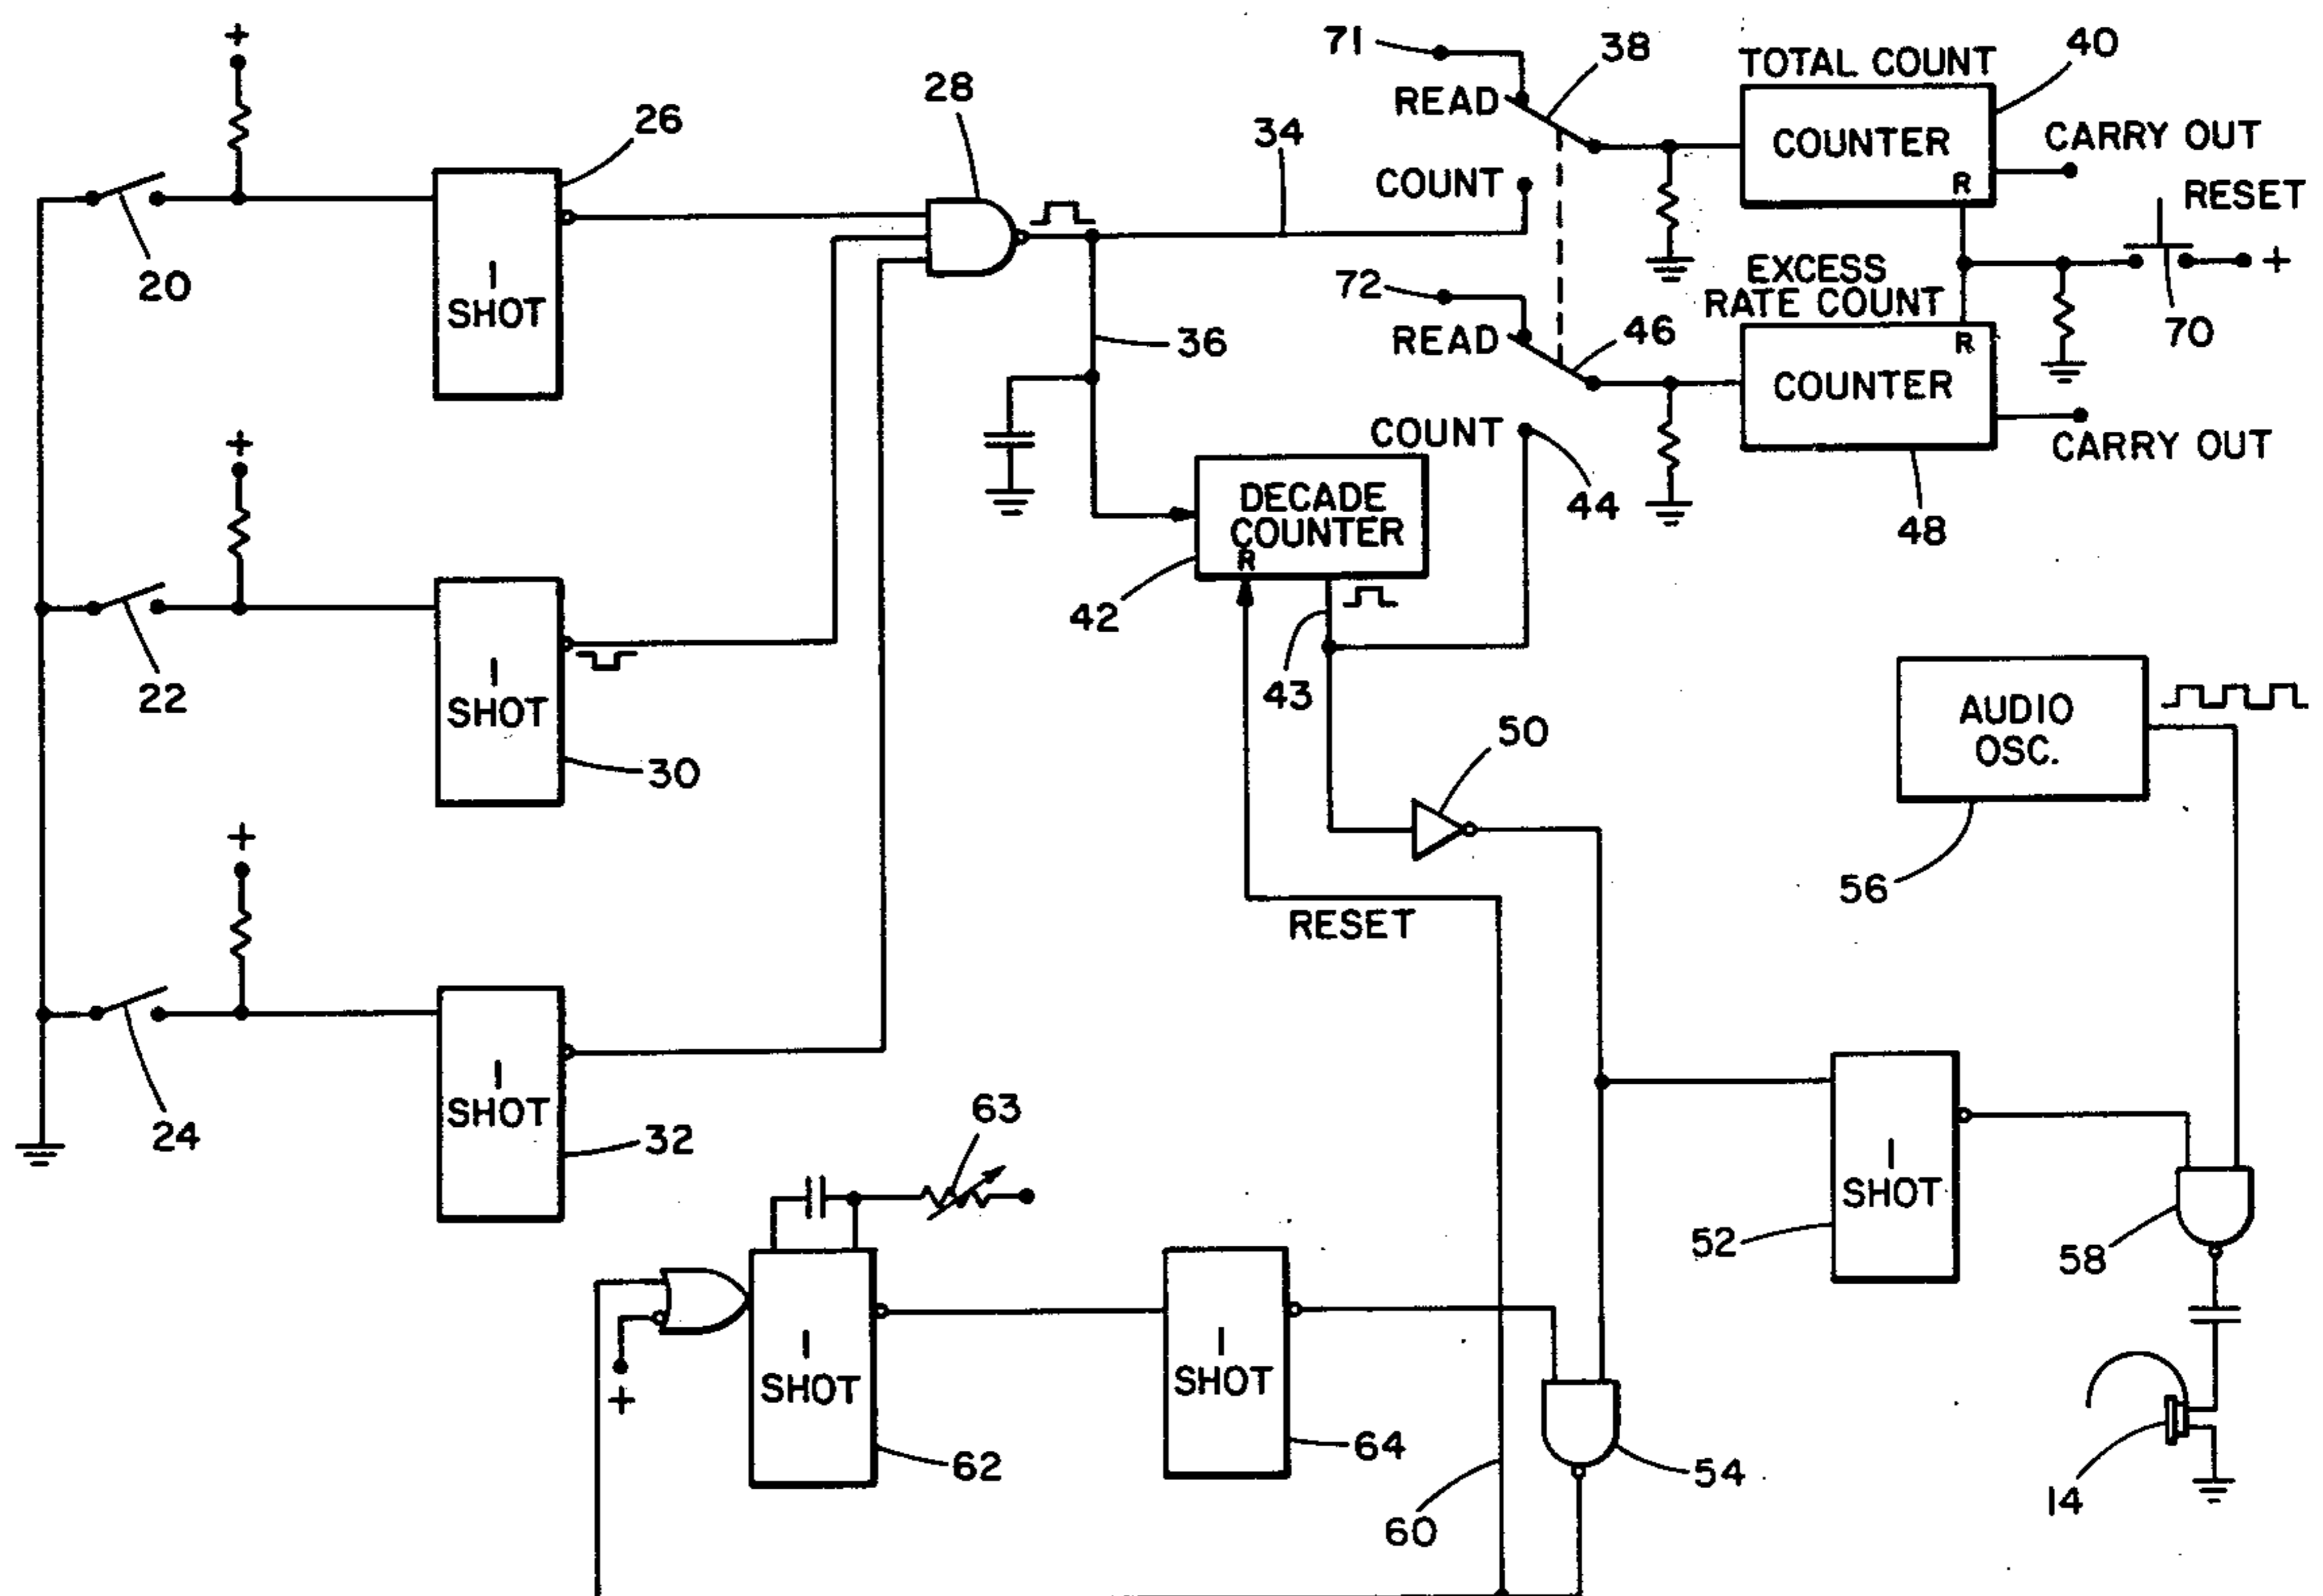 +
26
1
SHOT
20
28
34
71
READ
38
COUNT
TOTAL COUNT
40
COUNTER
R
CARRY OUT
RESET
+
70
72
READ
46
COUNT
44
EXCESS
RATE COUNT
R
COUNTER
48
CARRY OUT
36
DECADE
COUNTER
R
42
43
+
22
1
SHOT
30
50
RESET
AUDIO
OSC.
56
+
24
1
SHOT
32
63
+
1
SHOT
62
1
SHOT
64
60
54
1
SHOT
52
58
14